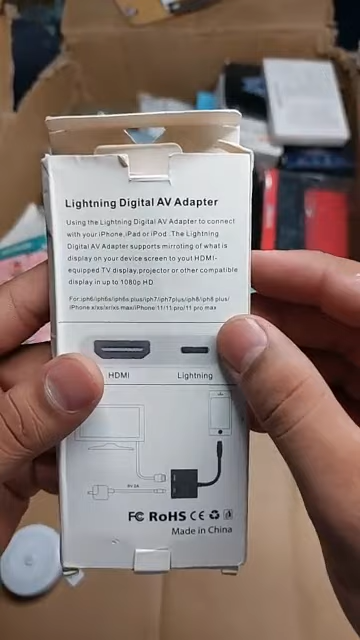 Lightning Digital AV Adapter
Using the Lightning Digital AV Adapter to connect
with your iPhone,iPad or iPod .The Lightning
Digital AV Adapter supports mirroting of what is
display on your device screen to yout HDMI-
equipped TV display,projector or other compatible
display in up to 1080p HD.
For iph6/iph6s/iph6s plus/iph7/iph7plus/iph8/iph8 plus/
iPhone x/xs/xr/xs max/iPhone 11/11 pro/11 pro max
HDMI
Lightning
5V 2A
FC RoHS CE
Made in China